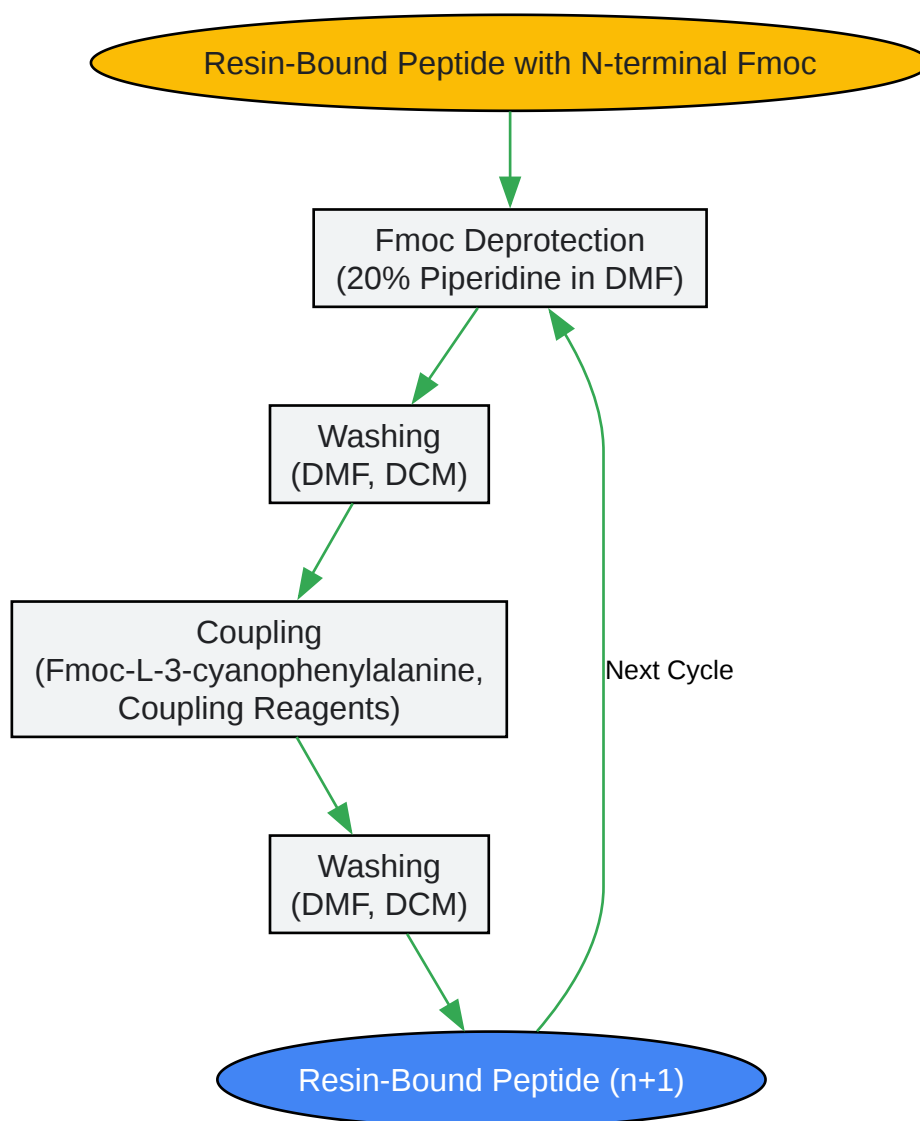 Resin-Bound Peptide with N-terminal Fmoc
Fmoc Deprotection
(20% Piperidine in DMF)
Washing
(DMF, DCM)
Coupling
(Fmoc-L-3-cyanophenylalanine,
Coupling Reagents)
Next Cycle
Washing
(DMF, DCM)
Resin-Bound Peptide (n+1)